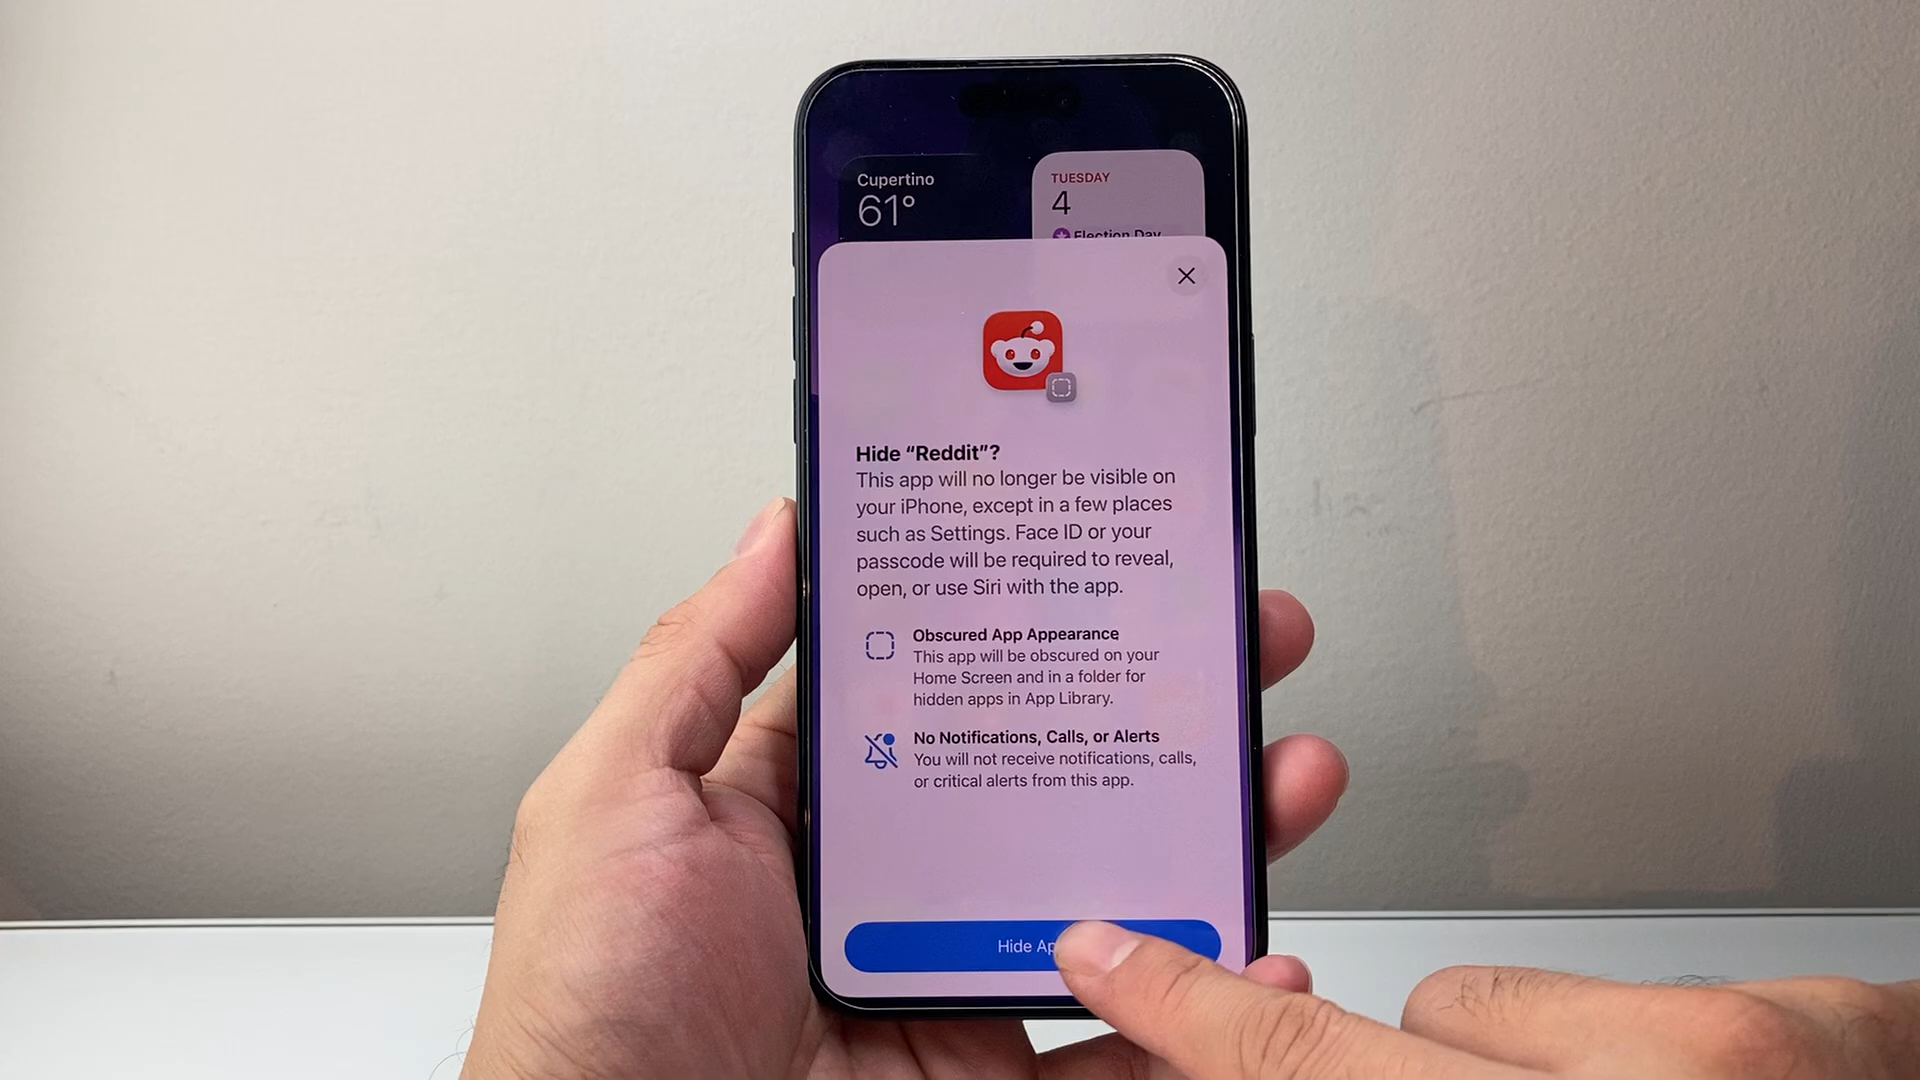 Cupertino
61°
TUESDAY
4
Election Day
Hide “Reddit”?
This app will no longer be visible on
your iPhone, except in a few places
such as Settings. Face ID or your
passcode will be required to reveal,
open, or use Siri with the app.
Obscured App Appearance
This app will be obscured on your
Home Screen and in a folder for
hidden apps in App Library.
No Notifications, Calls, or Alerts
You will not receive notifications, calls,
or critical alerts from this app.
Hide Ap